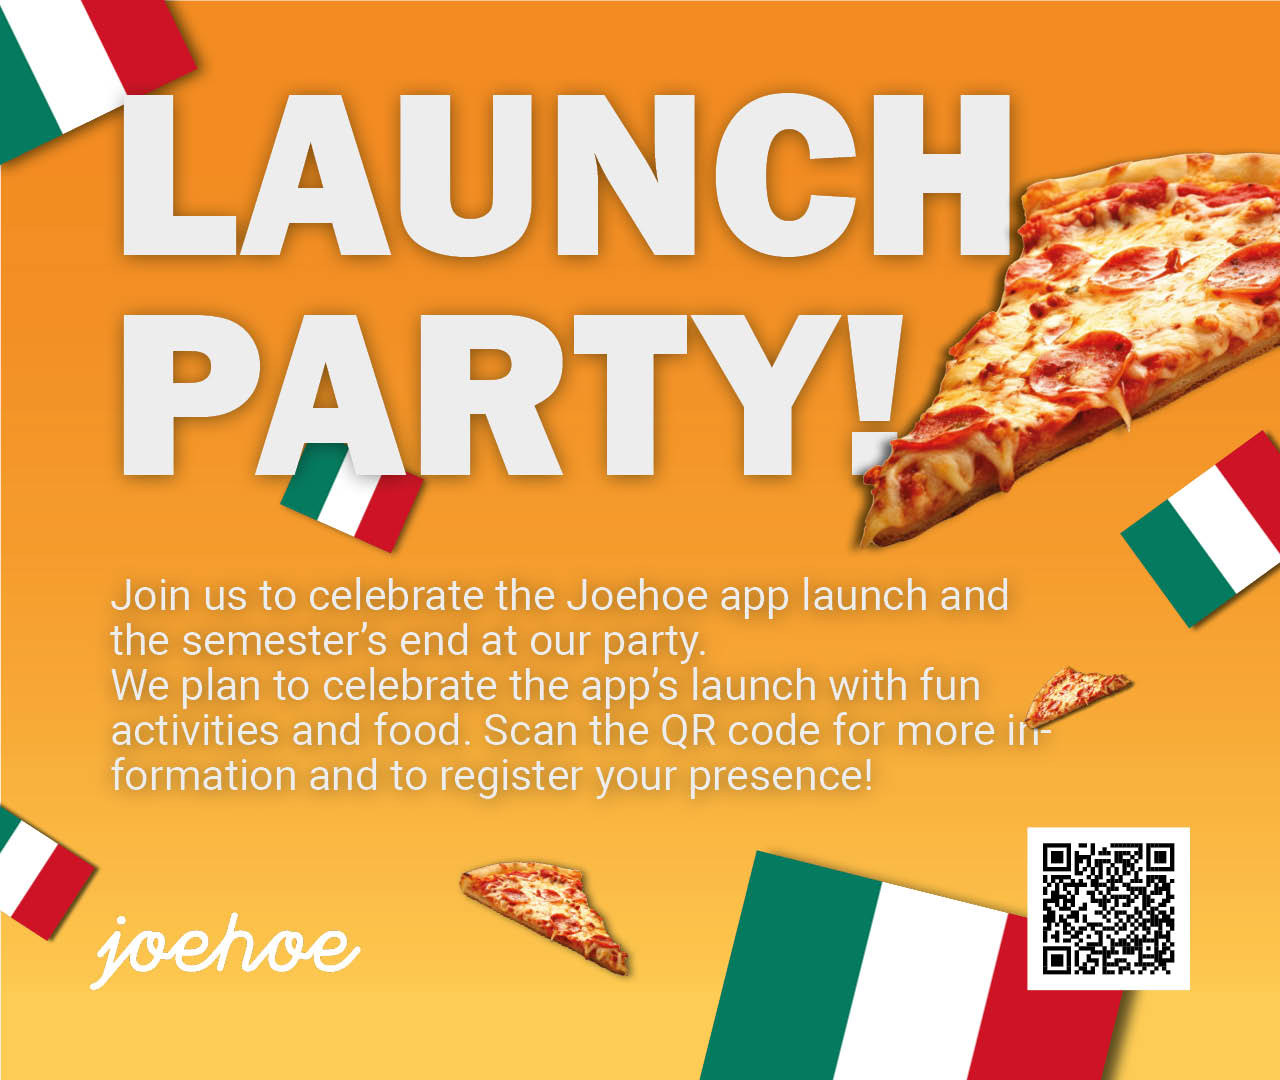 LAUNCH
PARTY!
Join us to celebrate the Joehoe app launch and
the semester’s end at our party.
We plan to celebrate the app’s launch with fun
activities and food. Scan the QR code for more in-
formation and to register your presence!
joehoe